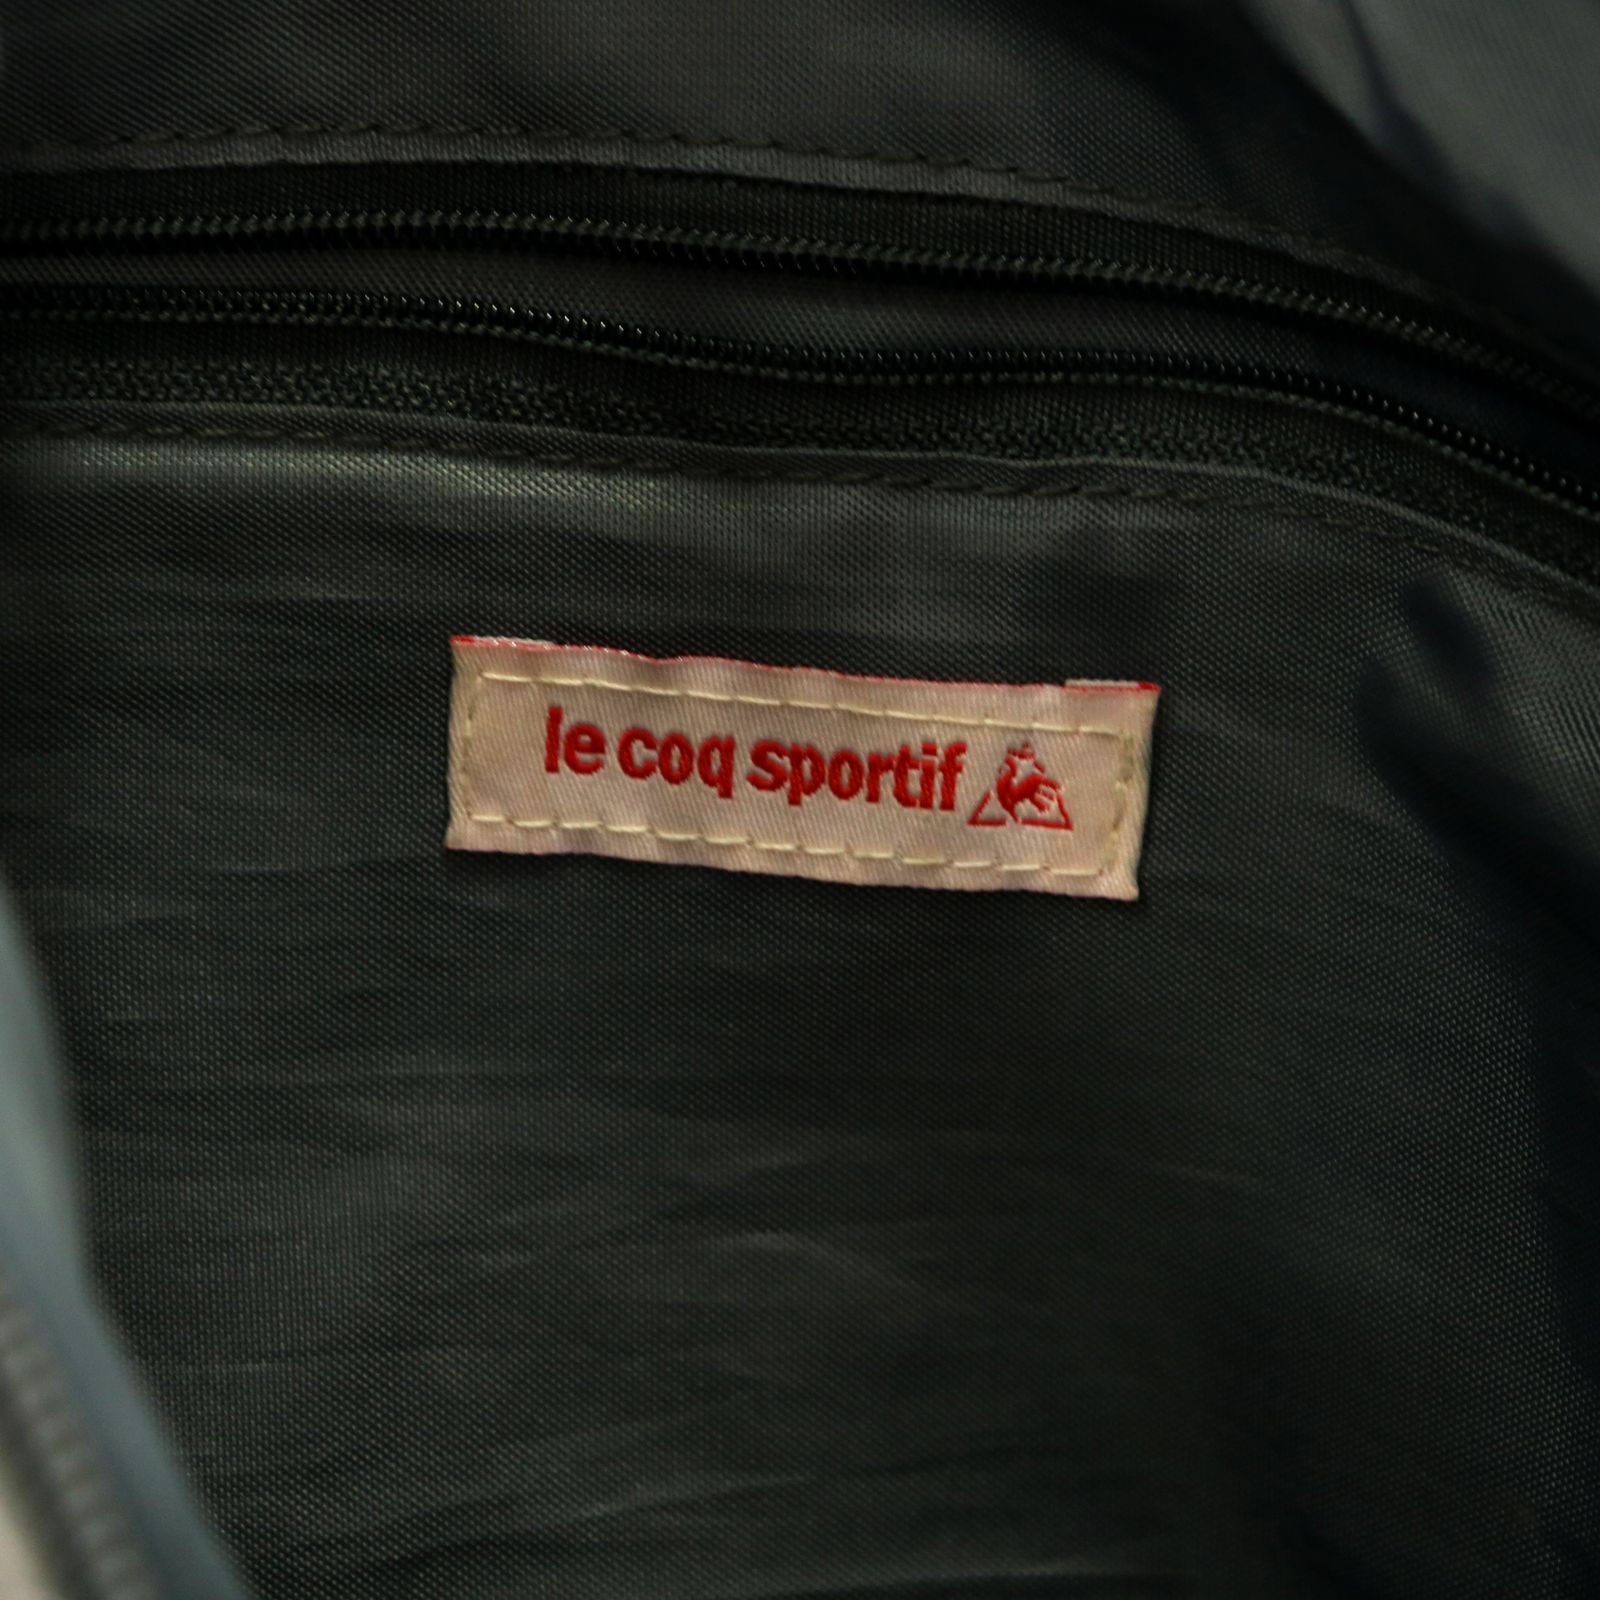 le coq sportif